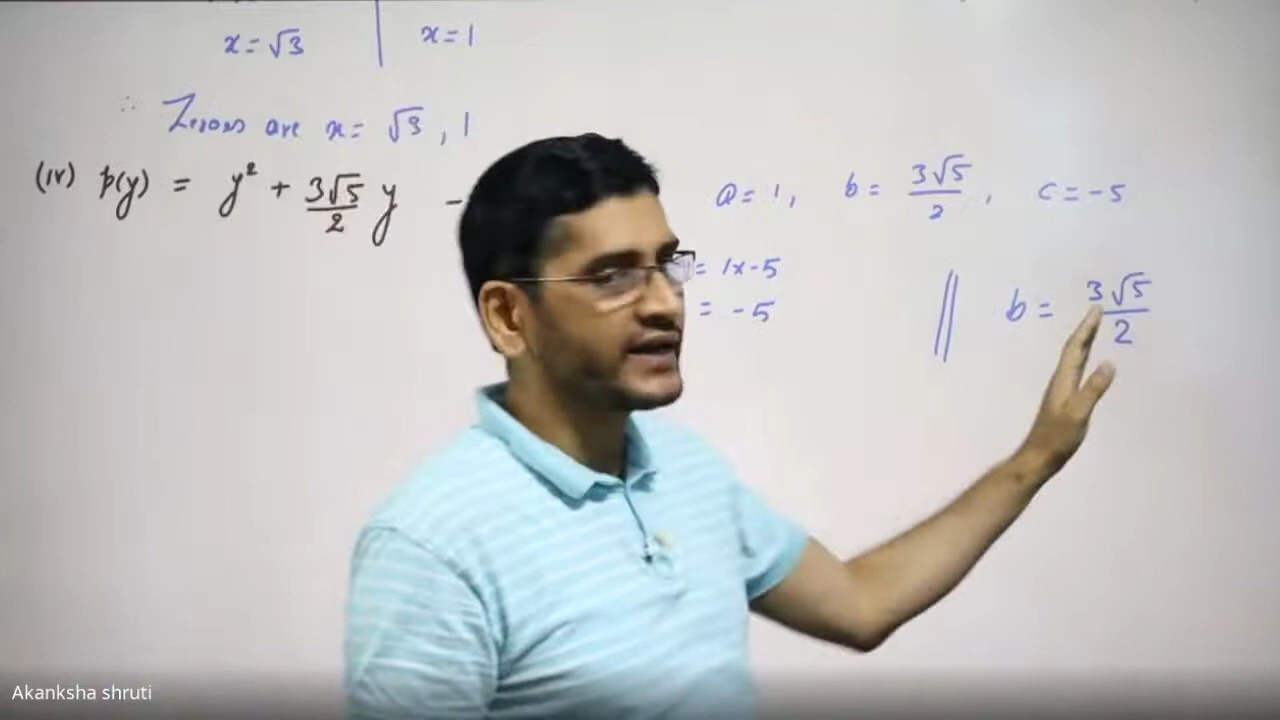 x = √3 | x = 1
∴ Zeroes are x = √3 , 1
(iv) p(y) = y² + 3√5/2 y -
a = 1, b = 3√5/2 , c = -5
= 1x-5
= -5
b = 3√5/2
Akanksha shruti